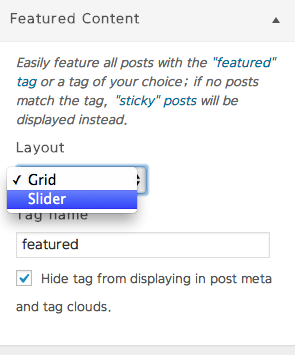 Featured Content
Easily feature all posts with the "featured"
tag or a tag of your choice; if no posts
match the tag, "sticky" posts will be
displayed instead.
Layout
✓ Grid
Slider
Tag name
featured
Hide tag from displaying in post meta
and tag clouds.